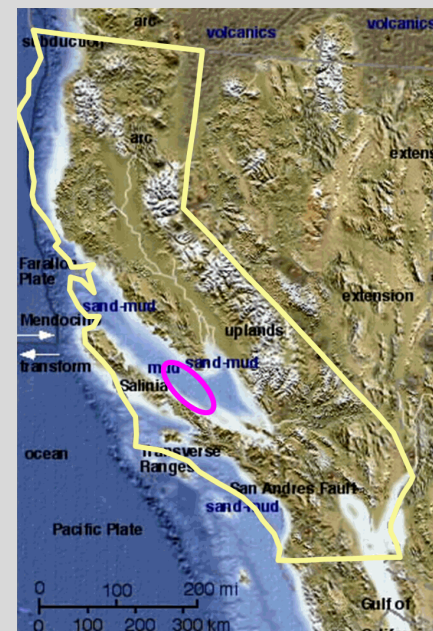 arc
volcanics
volcanics
subduction
arc
extens
Farallon
Plate
extension
sand-mud
Mendocino
uplands
transform
mud
sand-mud
Salinia
ocean
Transverse
Ranges
San Andres Fault
sand-mud
Pacific Plate
0 100 200 mi
0 100 200 300 km
Gulf of